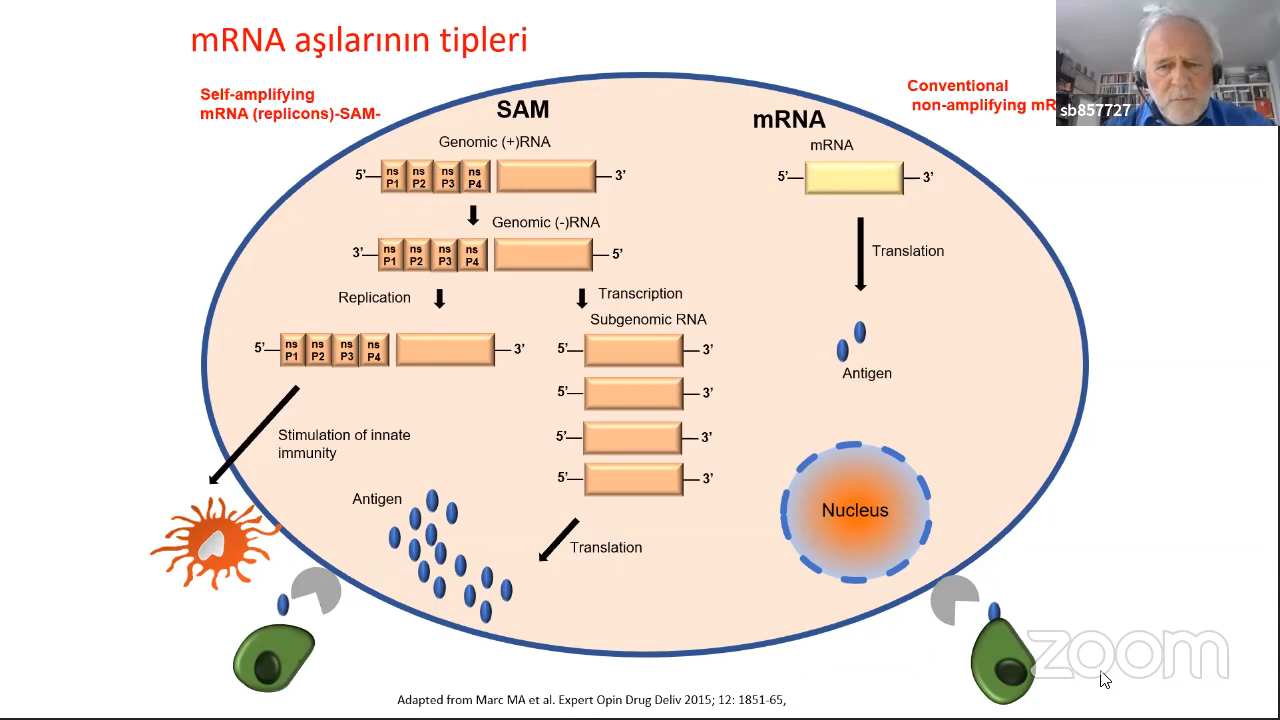 mRNA aşılarının tipleri
Self-amplifying
mRNA (replicons)-SAM-
Conventional
non-amplifying
sb857727
SAM
mRNA
Genomic (+)RNA
5’ ns P1 ns P2 ns P3 ns P4 3’
mRNA
5’ 3’
Genomic (-)RNA
3’ ns P1 ns P2 ns P3 ns P4 5’
Translation
Replication
Transcription
Subgenomic RNA
5’ ns P1 ns P2 ns P3 ns P4 3’
5’ 3’
5’ 3’
5’ 3’
5’ 3’
Antigen
Stimulation of innate
immunity
Antigen
Translation
Nucleus
zoom
Adapted from Marc MA et al. Expert Opin Drug Deliv 2015; 12: 1851-65,